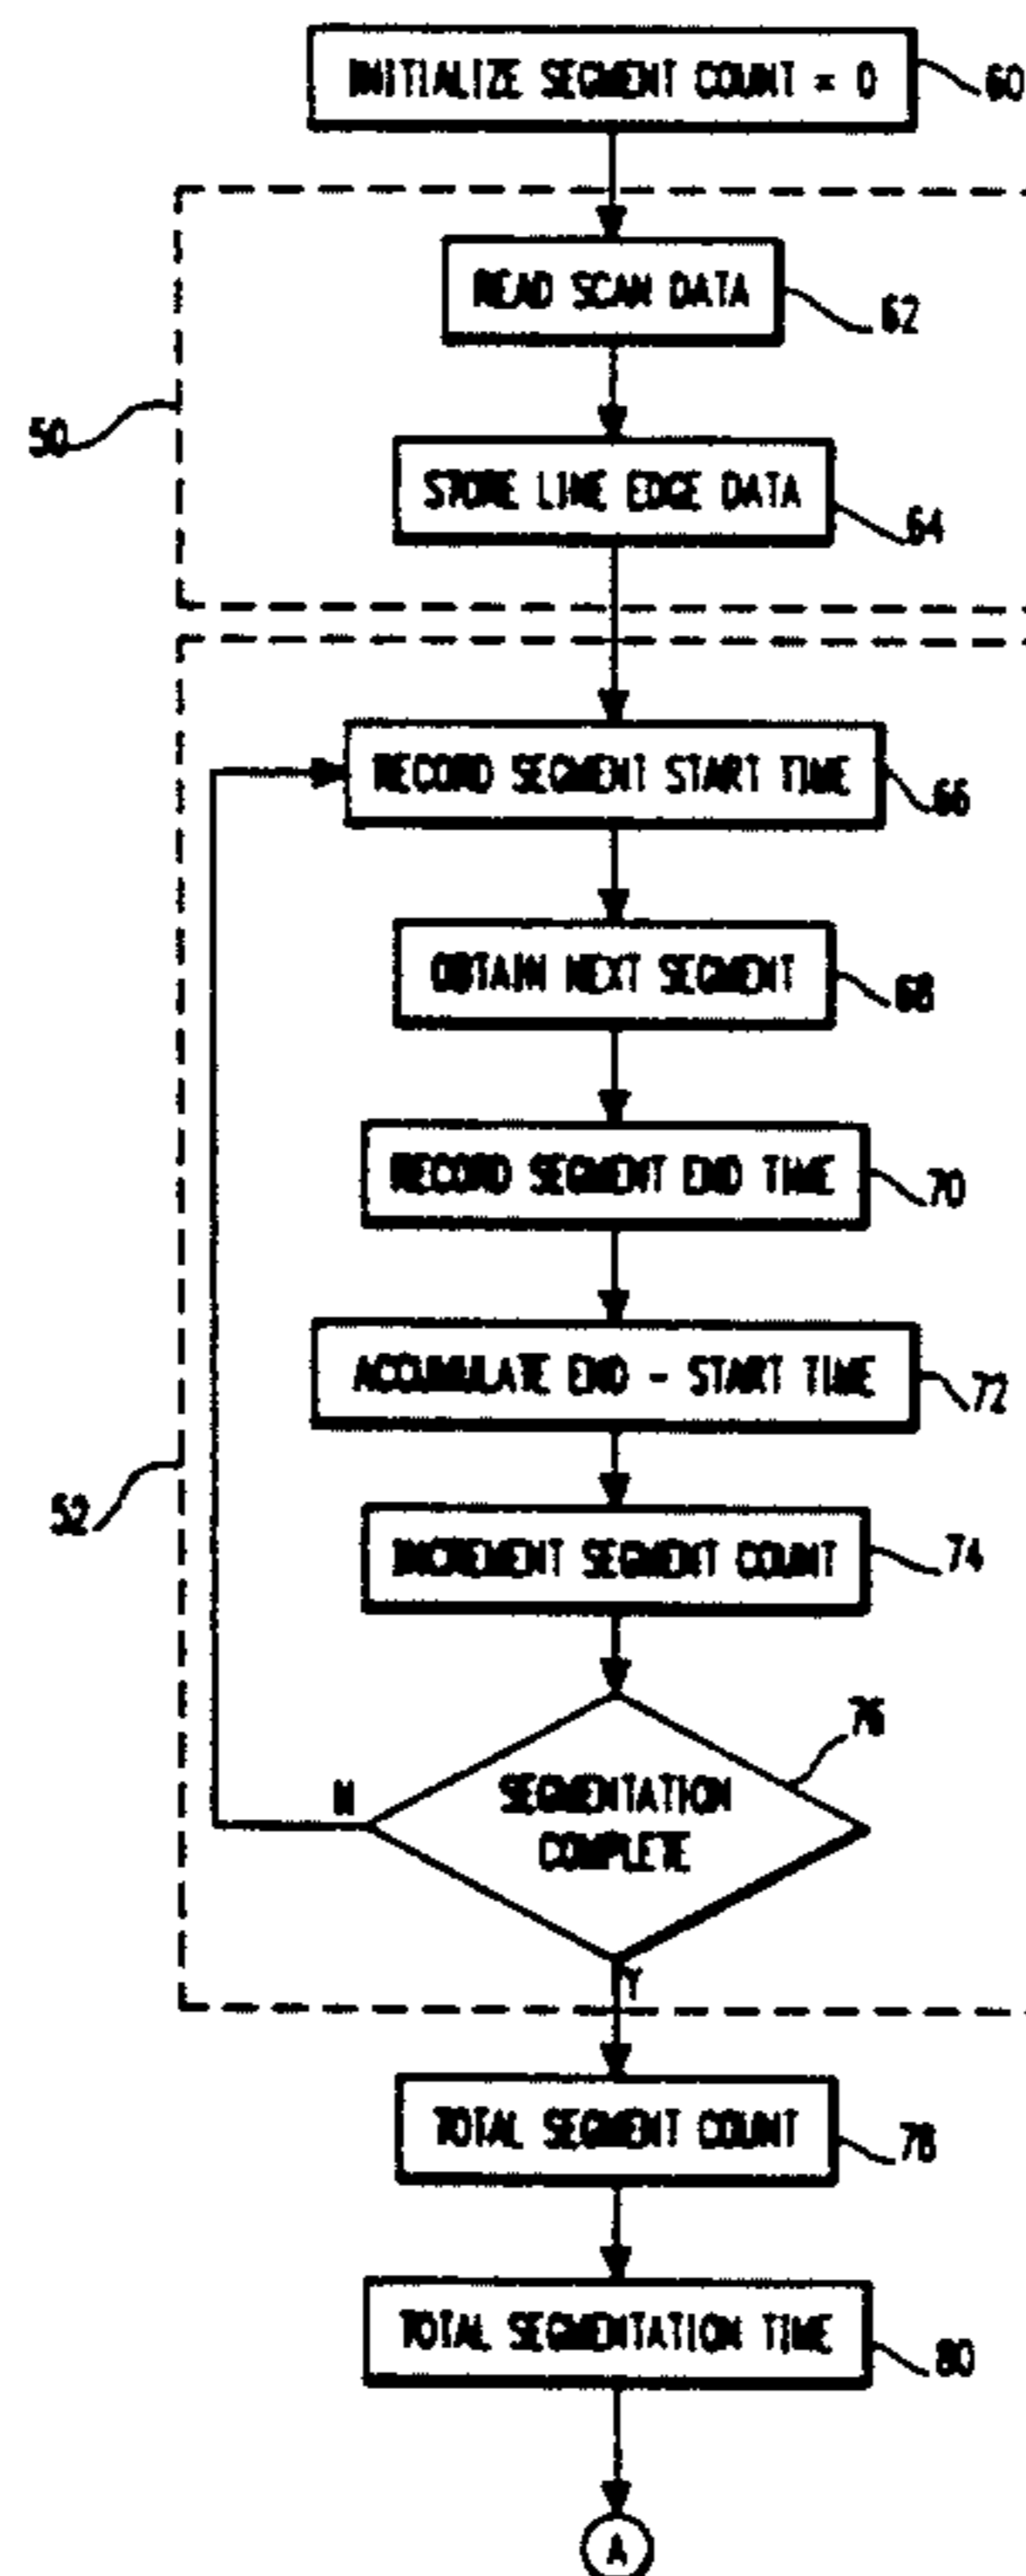 INITIALIZE SEGMENT COUNT = 0
60
READ SCAN DATA
62
50
STORE LINE EDGE DATA
64
RECORD SEGMENT START TIME
66
OBTAIN NEXT SEGMENT
68
RECORD SEGMENT END TIME
70
ACCUMULATE END - START TIME
72
52
INCREMENT SEGMENT COUNT
74
76
N
SEGMENTATION
COMPLETE
Y
TOTAL SEGMENT COUNT
78
TOTAL SEGMENTATION TIME
80
A